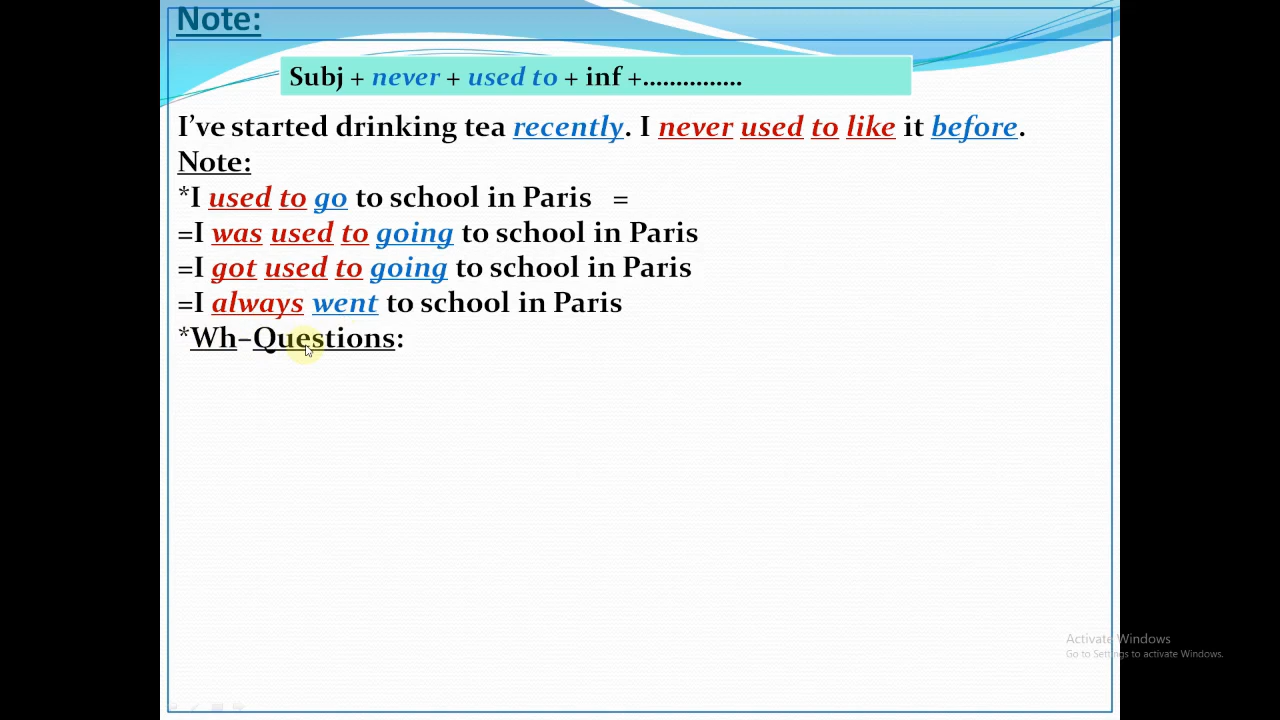 Note:
Subj + never + used to + inf +...............
I’ve started drinking tea recently. I never used to like it before.
Note:
*I used to go to school in Paris =
=I was used to going to school in Paris
=I got used to going to school in Paris
=I always went to school in Paris
*Wh–Questions:
Activate Windows
Go to Settings to activate Windows.